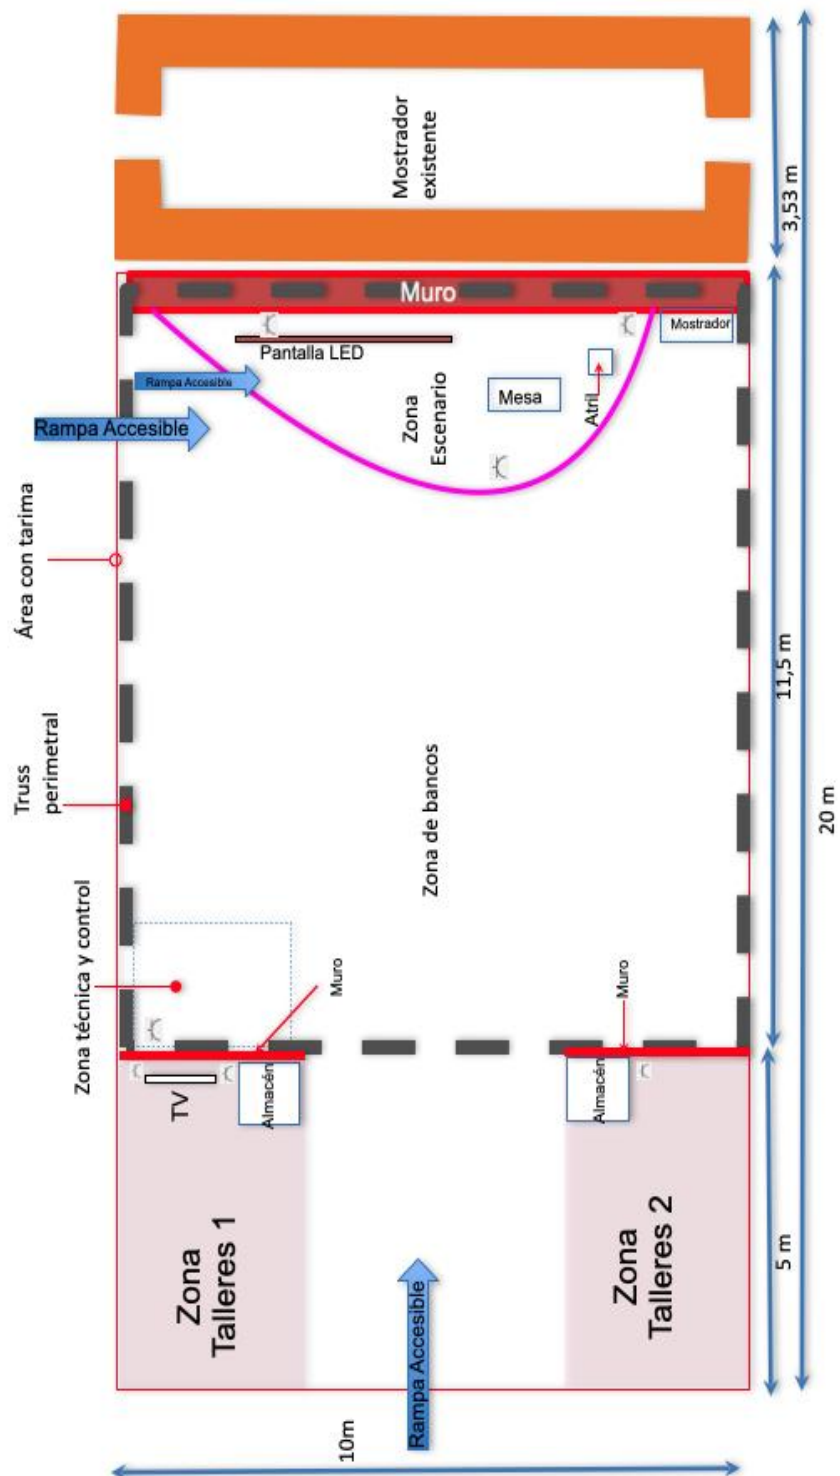 Mostrador
existente
3,53 m
Muro
Mostrador
Pantalla LED
Rampa Accesible
Rampa Accesible
Mesa
Atril
Zona
Escenario
Área con tarima
11,5 m
20 m
Truss
perimetral
Zona de bancos
Zona técnica y control
Muro
Muro
TV
Almacén
Almacén
Zona
Talleres 1
Zona
Talleres 2
5 m
Rampa Accesible
10m